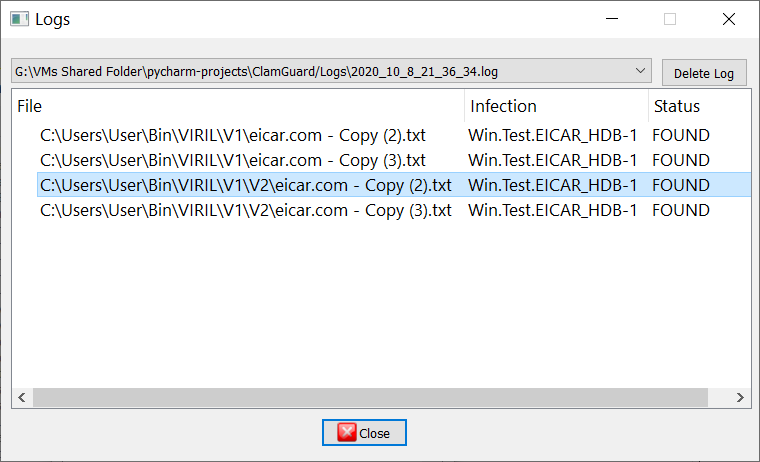 Logs
G:\VMs Shared Folder\pycharm-projects\ClamGuard/Logs\2020_10_8_21_36_34.log
Delete Log
File Infection Status
C:\Users\User\Bin\VIRIL\V1\eicar.com - Copy (2).txt Win.Test.EICAR_HDB-1 FOUND
C:\Users\User\Bin\VIRIL\V1\eicar.com - Copy (3).txt Win.Test.EICAR_HDB-1 FOUND
C:\Users\User\Bin\VIRIL\V1\V2\eicar.com - Copy (2).txt Win.Test.EICAR_HDB-1 FOUND
C:\Users\User\Bin\VIRIL\V1\V2\eicar.com - Copy (3).txt Win.Test.EICAR_HDB-1 FOUND
Close